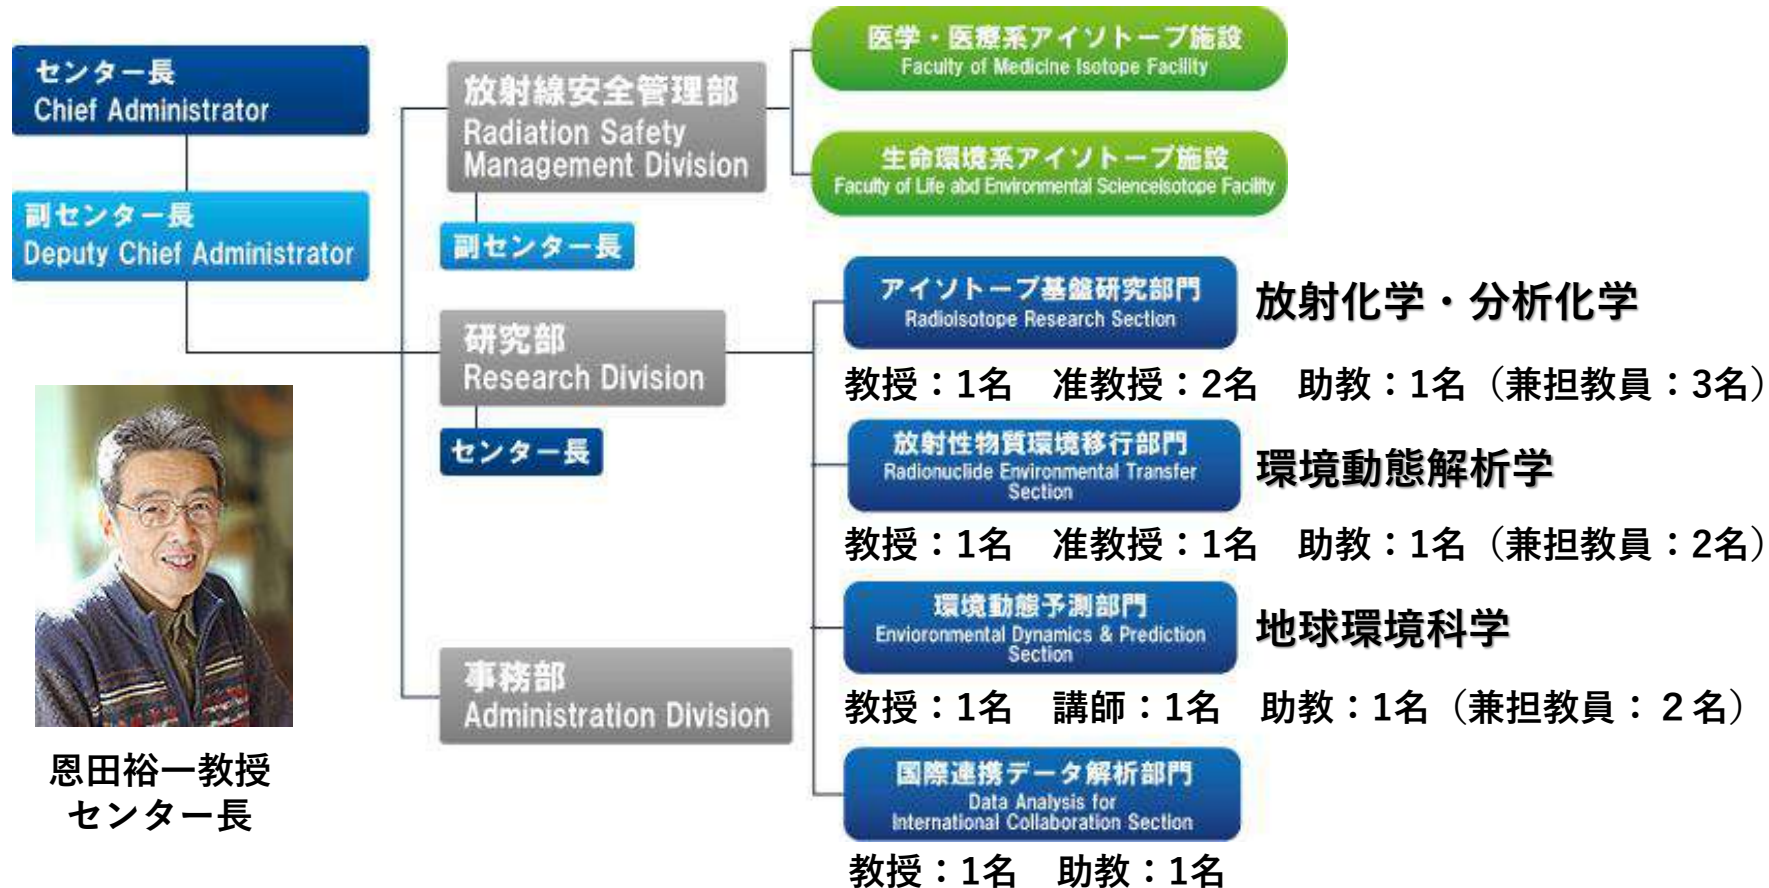 センター長
Chief Administrator
副センター長
Deputy Chief Administrator
放射線安全管理部
Radiation Safety
Management Division
副センター長
医学・医療系アイソトープ施設
Faculty of Medicine Isotope Facility
生命環境系アイソトープ施設
Faculty of Life abd Environmental ScienceIsotope Facility
研究部
Research Division
センター長
アイソトープ基盤研究部門
Radioisotope Research Section
放射化学・分析化学
教授：1名　准教授：2名　助教：1名（兼担教員：3名）
放射性物質環境移行部門
Radionuclide Environmental Transfer
Section
環境動態解析学
教授：1名　准教授：1名　助教：1名（兼担教員：2名）
環境動態予測部門
Envioronmental Dynamics & Prediction
Section
地球環境科学
教授：1名　講師：1名　助教：1名（兼担教員：２名）
国際連携データ解析部門
Data Analysis for
International Collaboration Section
教授：1名　助教：1名
事務部
Administration Division
恩田裕一教授
センター長